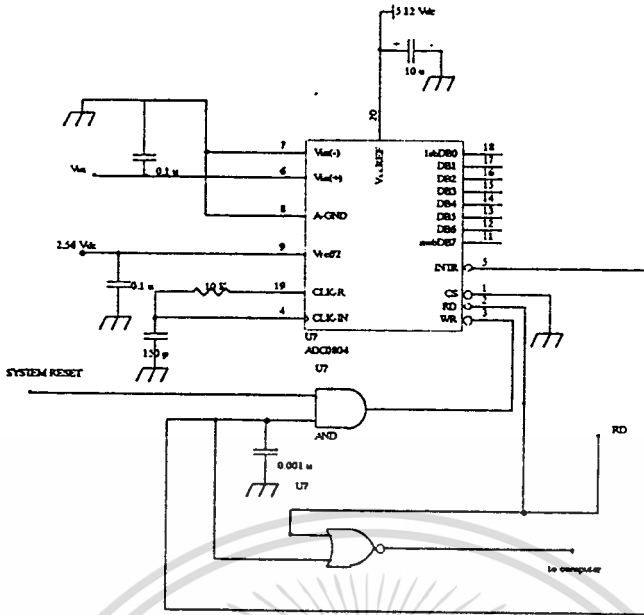 5.12 Vdc
+ -
10 u
20
Vcc REF
7 Vin(-)
0.1 u
Vin
6 Vin(+)
8 A-GND
2.56 Vdc
9 Vref/2
0.1 u
10 K
19 CLK-R
4 CLK-IN
150 p
lsbDB0 18
DB1 17
DB2 16
DB3 15
DB4 14
DB5 13
DB6 12
msbDB7 11
INTR 5
CS 1
RD 2
WR 3
U7
ADC0804
U7
SYSTEM RESET
AND
0.001 u
U7
RD
to computer